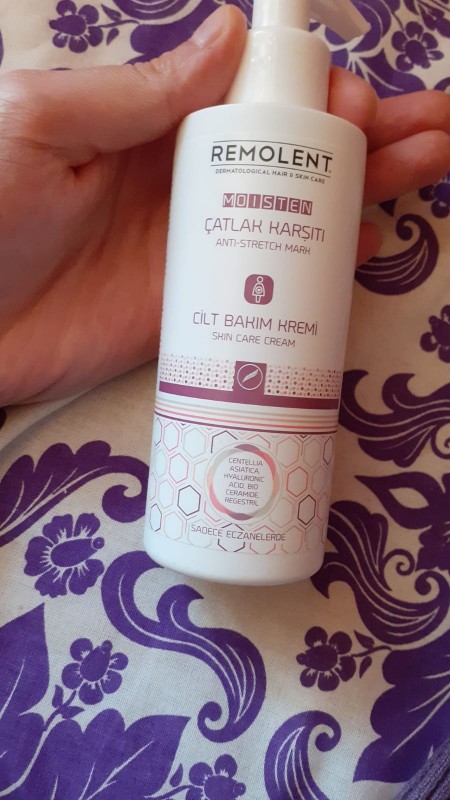 REMOLENT
DERMATOLOGICAL HAIR & SKIN CARE
MOISTEN
ÇATLAK KARŞITI
ANTI-STRETCH MARK
CİLT BAKIM KREMİ
SKIN CARE CREAM
CENTELLIA
ASIATICA
HYALURONIC
ACID, BIO
CERAMIDE,
REGESTRIL
SADECE ECZANELERDE